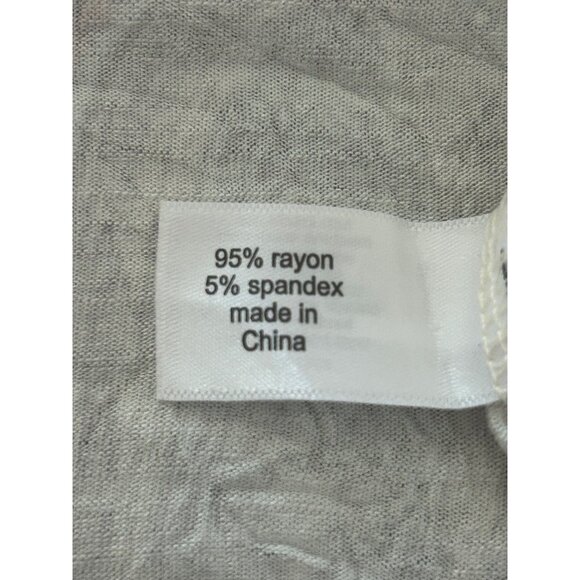 95% rayon
5% spandex
made in
China